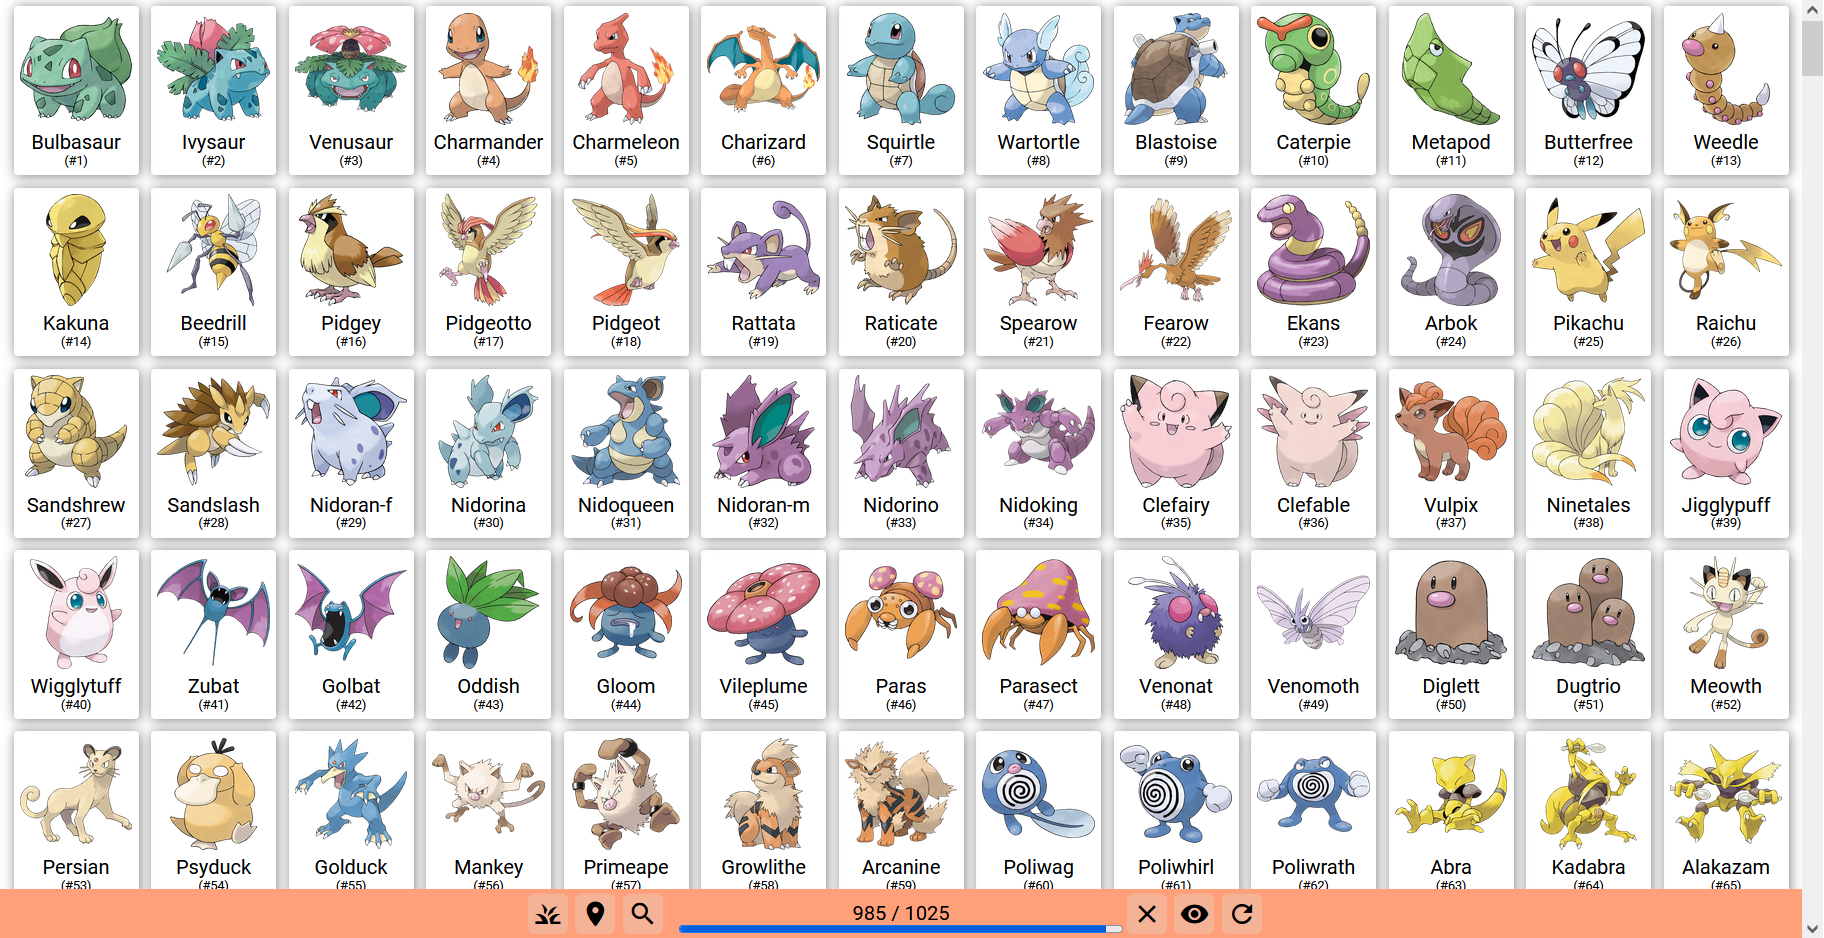 Bulbasaur Ivysaur Venusaur Charmander Charmeleon Charizard Squirtle Wartortle Blastoise Caterpie Metapod Butterfree Weedle
(#1) (#2) (#3) (#4) (#5) (#6) (#7) (#8) (#9) (#10) (#11) (#12) (#13)
Kakuna Beedrill Pidgey Pidgeotto Pidgeot Rattata Raticate Spearow Fearow Ekans Arbok Pikachu Raichu
(#14) (#15) (#16) (#17) (#18) (#19) (#20) (#21) (#22) (#23) (#24) (#25) (#26)
Sandshrew Sandslash Nidoran-f Nidorina Nidoqueen Nidoran-m Nidorino Nidoking Clefairy Clefable Vulpix Ninetales Jigglypuff
(#27) (#28) (#29) (#30) (#31) (#32) (#33) (#34) (#35) (#36) (#37) (#38) (#39)
Wigglytuff Zubat Golbat Oddish Gloom Vileplume Paras Parasect Venonat Venomoth Diglett Dugtrio Meowth
(#40) (#41) (#42) (#43) (#44) (#45) (#46) (#47) (#48) (#49) (#50) (#51) (#52)
Persian Psyduck Golduck Mankey Primeape Growlithe Arcanine Poliwag Poliwhirl Poliwrath Abra Kadabra Alakazam
(#53) (#54) (#55) (#56) (#57) (#58) (#59) (#60) (#61) (#62) (#63) (#64) (#65)
985 / 1025